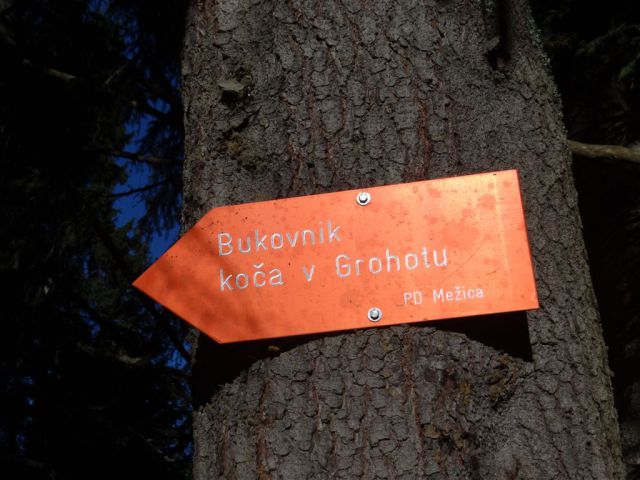 Bukovnik
koča v Grohotu
PD Mežica